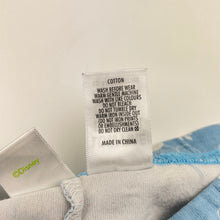 COTTON
WASH BEFORE WEAR
WARM GENTLE MACHINE
WASH WITH LIKE COLOURS
DO NOT BLEACH
DO NOT TUMBLE DRY
WARM IRON INSIDE OUT
(DO NOT IRON PRINTS
OR EMBELLISHMENTS)
DO NOT DRY CLEAN
MADE IN CHINA
©Disney